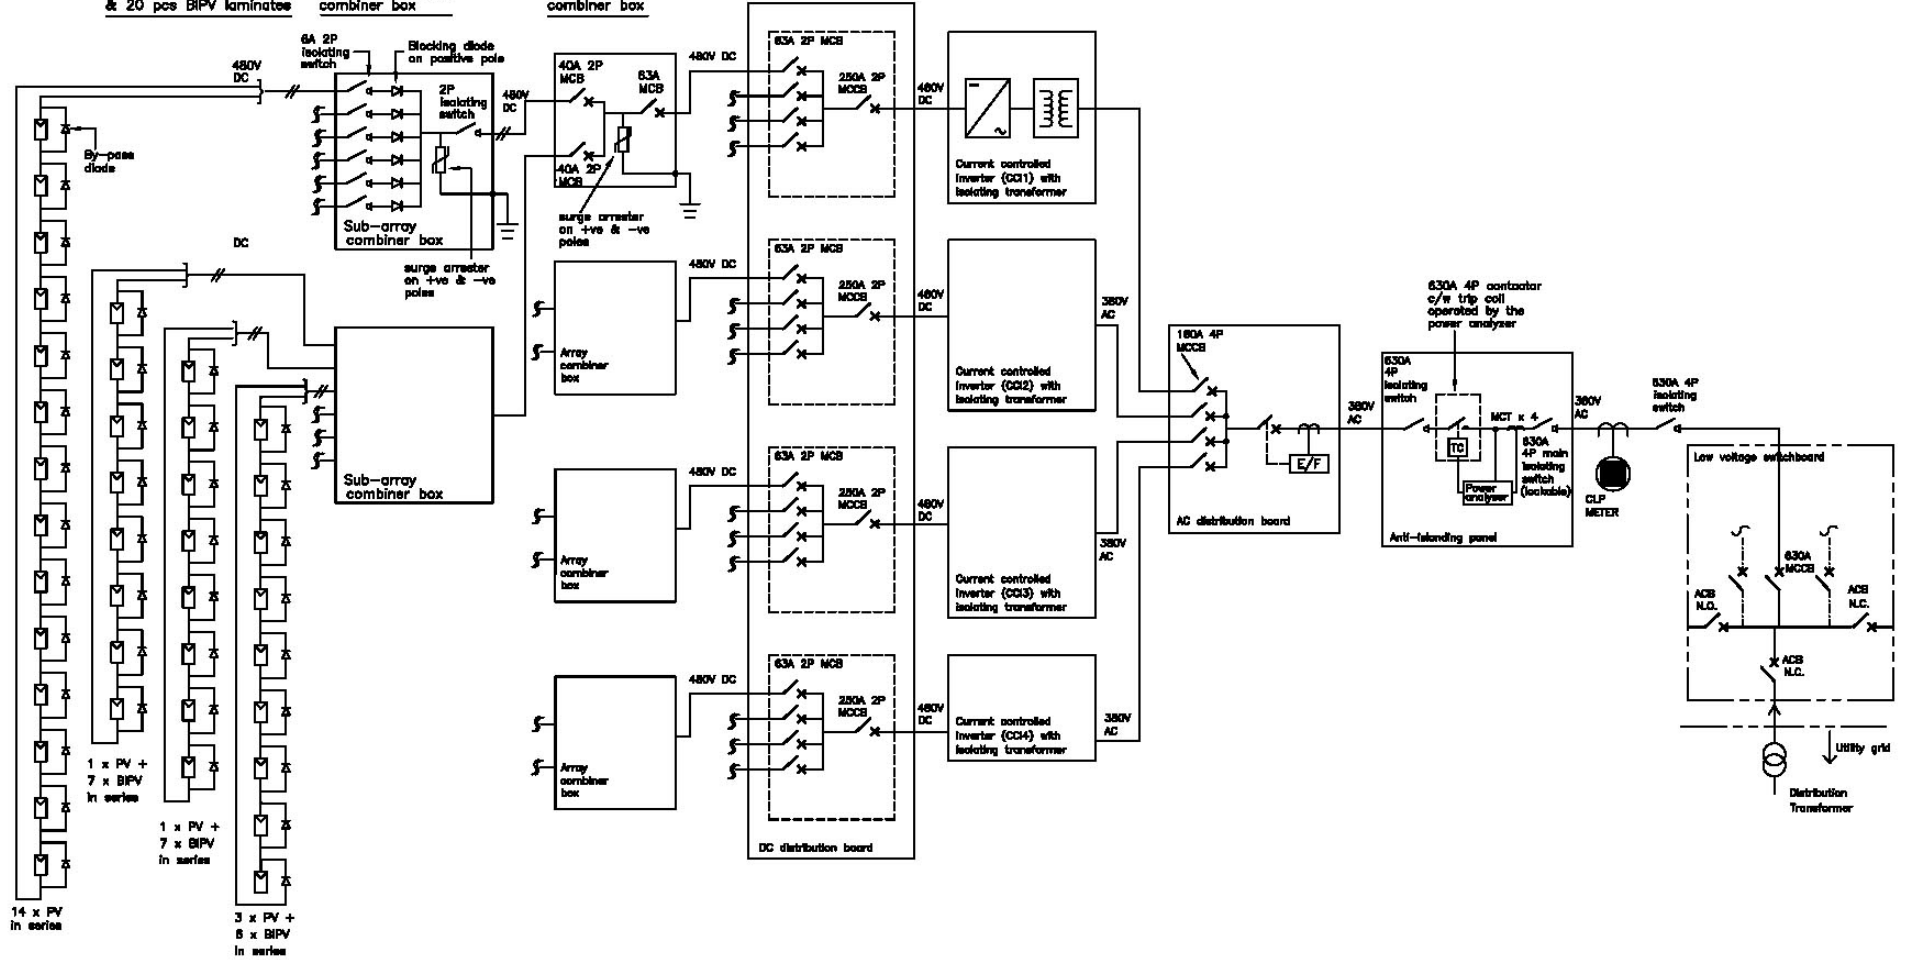 & 20 pcs BIPV laminates
combiner box
combiner box
6A 2P
isolating
switch
Blocking diode
on positive pole
480V
DC
2P
isolating
switch
480V
DC
By-pass
diode
Sub-array
combiner box
surge arrester
on +ve & -ve
poles
DC
40A 2P
MCB
63A
MCB
40A 2P
MCB
surge arrester
on +ve & -ve
poles
480V DC
63A 2P MCB
250A 2P
MCCB
480V
DC
Current controlled
inverter (CCI1) with
isolating transformer
Array
combiner
box
480V DC
63A 2P MCB
250A 2P
MCCB
480V
DC
Current controlled
inverter (CCI2) with
isolating transformer
380V
AC
Sub-array
combiner box
Array
combiner
box
480V DC
63A 2P MCB
250A 2P
MCCB
480V
DC
Current controlled
inverter (CCI3) with
isolating transformer
380V
AC
Array
combiner
box
480V DC
63A 2P MCB
250A 2P
MCCB
480V
DC
Current controlled
inverter (CCI4) with
isolating transformer
380V
AC
DC distribution board
160A 4P
MCCB
E/F
AC distribution board
380V
AC
630A 4P contactor
c/w trip coil
operated by the
power analyzer
630A
4P
isolating
switch
MCT x 4
TC
Power
analyser
630A
4P main
isolating
switch
(lockable)
Anti-islanding panel
380V
AC
CLP
METER
630A 4P
isolating
switch
Low voltage switchboard
630A
MCCB
ACB
N.O.
ACB
N.C.
ACB
N.C.
Utility grid
Distribution
Transformer
1 x PV +
7 x BIPV
in series
1 x PV +
7 x BIPV
in series
14 x PV
in series
3 x PV +
6 x BIPV
in series